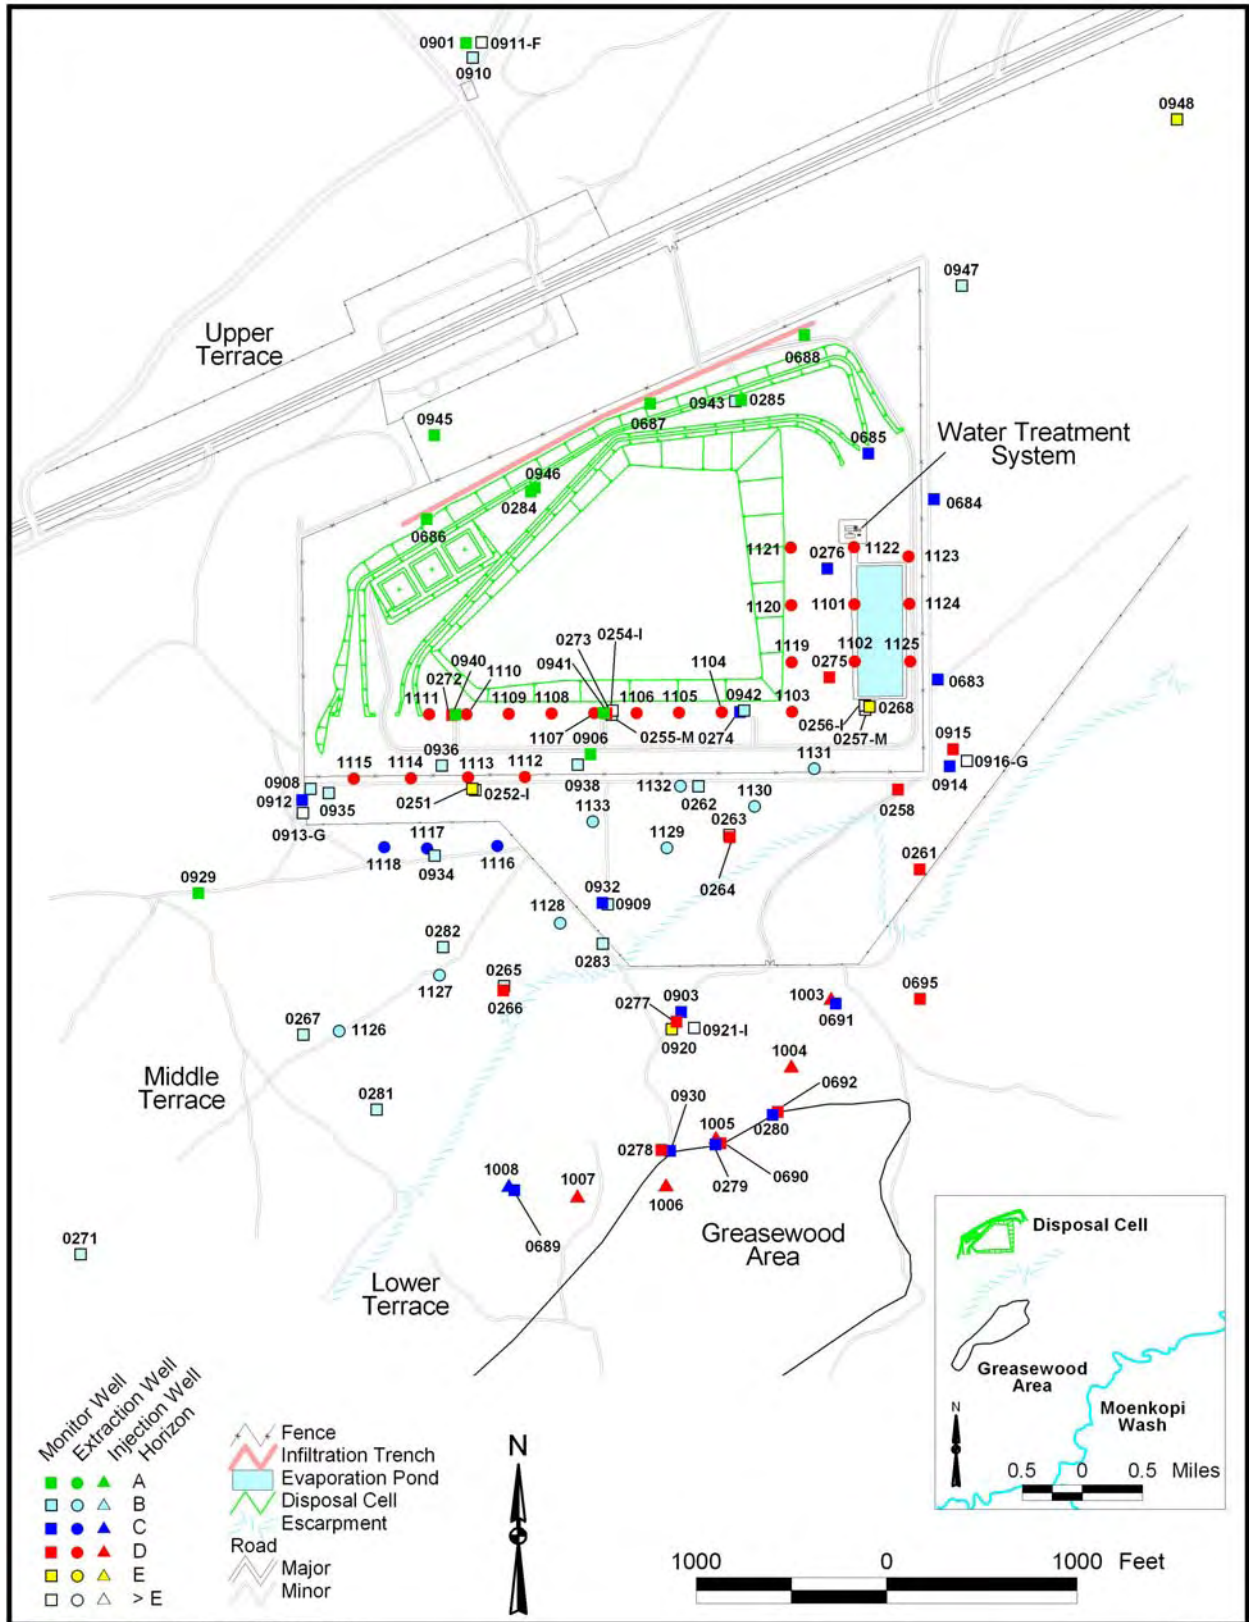 0901
0911-F
0910
0948
0947
Upper
Terrace
0688
0943
0285
0687
0945
0685
Water Treatment
System
0946
0284
0684
0686
1121
0276
1122
1123
1120
1101
1124
0273
0254-I
1119
1102
1125
0272
0940
1110
0941
1104
0275
0683
1111
1109
1108
1106
1105
0942
1103
0268
0256-I
1107
0255-M
0274
0257-M
0906
0915
0936
1131
0916-G
0908
1115
1114
1113
1112
0938
1132
0914
0912
0935
0251
0252-I
0262
1130
0258
0913-G
1133
0263
1117
1129
1118
0934
1116
0264
0261
0929
0932
0909
1128
0282
0283
0265
1127
0266
0903
1003
0695
0277
0691
0267
1126
0921-I
0920
1004
Middle
Terrace
0281
0692
0930
1005
0280
0278
1008
1007
1006
0279
0690
0689
Greasewood
Area
0271
Lower
Terrace
Disposal Cell
Greasewood
Area
Moenkopi
Wash
N
0.5 0 0.5 Miles
Monitor Well
Extraction Well
Injection Well
Horizon
A
B
C
D
E
> E
Fence
Infiltration Trench
Evaporation Pond
Disposal Cell
Escarpment
Road
Major
Minor
N
1000 0 1000 Feet